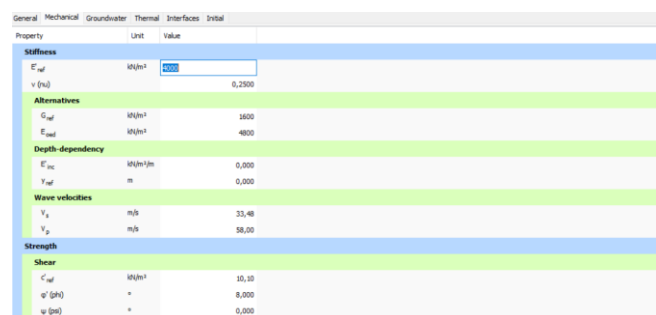 General Mechanical Groundwater Thermal Interfaces Initial
Property Unit Value
Stiffness
E'ref kN/m² 4000
ν (nu) 0,2500
Alternatives
Gref kN/m² 1600
Eoed kN/m² 4800
Depth-dependency
E'inc kN/m²/m 0,000
yref m 0,000
Wave velocities
Vs m/s 33,48
Vp m/s 58,00
Strength
Shear
c'ref kN/m² 10,10
φ' (phi) ° 8,000
ψ (psi) ° 0,000